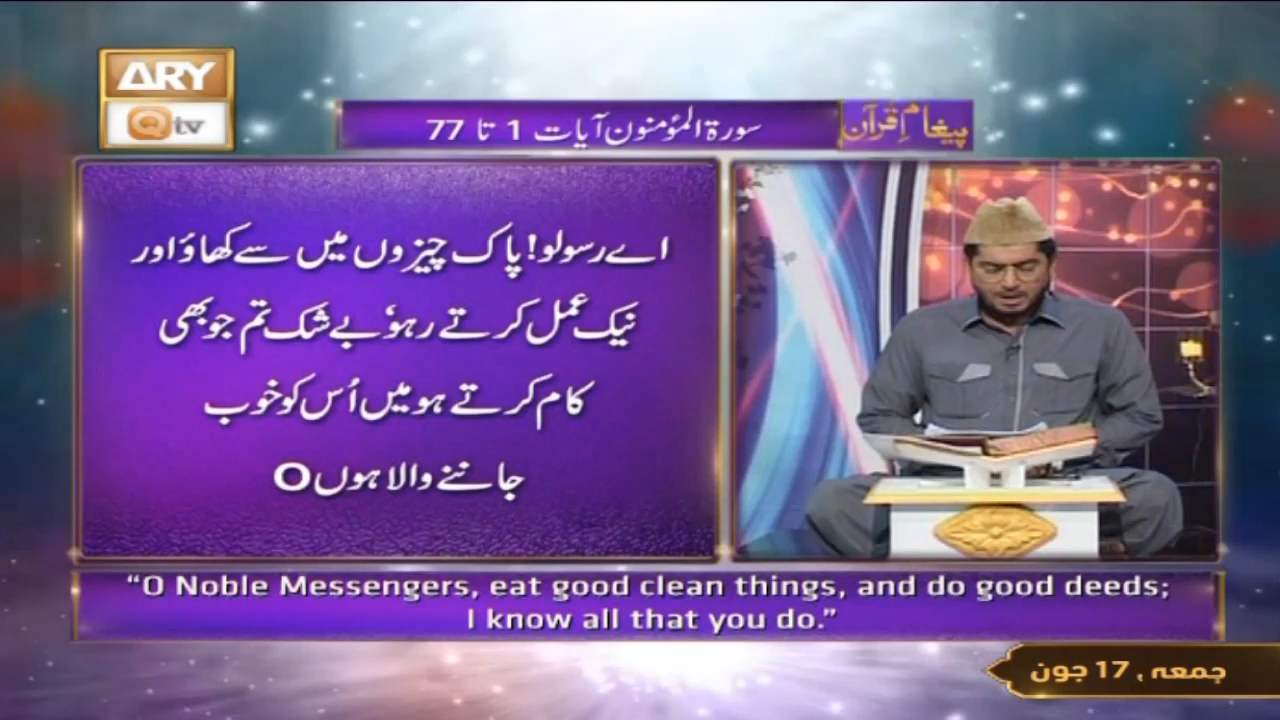 ARY
Qtv
پیغامِ قرآن
سورۃ المؤمنون آیات 1 تا 77
اے رسولو! پاک چیزوں میں سے کھاؤ اور
نیک عمل کرتے رہو، بے شک تم جو بھی
کام کرتے ہو میں اُس کو خوب
جاننے والا ہوں O
“O Noble Messengers, eat good clean things, and do good deeds;
I know all that you do.”
جمعہ ، 17 جون